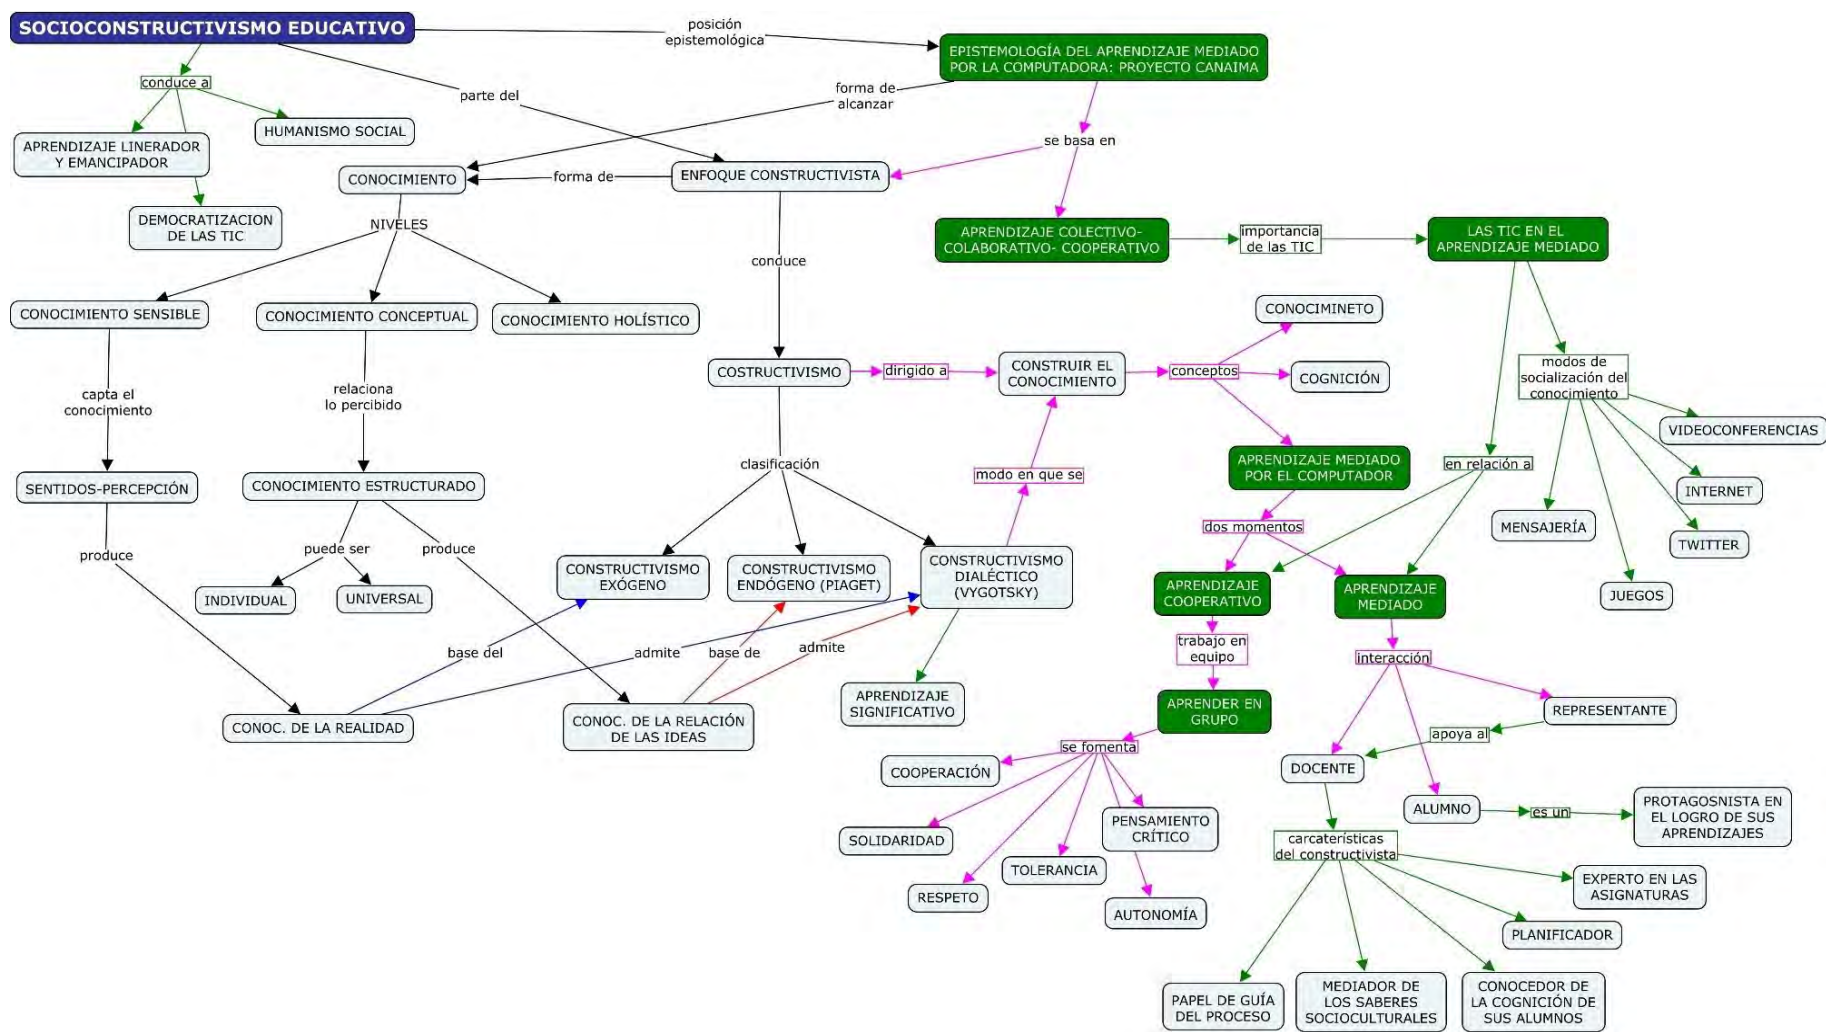 SOCIOCONSTRUCTIVISMO EDUCATIVO
posición
epistemológica
EPISTEMOLOGÍA DEL APRENDIZAJE MEDIADO
POR LA COMPUTADORA: PROYECTO CANAIMA
conduce a
parte del
forma de
alcanzar
HUMANISMO SOCIAL
APRENDIZAJE LINERADOR
Y EMANCIPADOR
DEMOCRATIZACION
DE LAS TIC
se basa en
CONOCIMIENTO
forma de
ENFOQUE CONSTRUCTIVISTA
NIVELES
conduce
APRENDIZAJE COLECTIVO-
COLABORATIVO- COOPERATIVO
importancia
de las TIC
LAS TIC EN EL
APRENDIZAJE MEDIADO
CONOCIMIENTO SENSIBLE
CONOCIMIENTO CONCEPTUAL
CONOCIMIENTO HOLÍSTICO
COSTRUCTIVISMO
dirigido a
CONSTRUIR EL
CONOCIMIENTO
conceptos
CONOCIMINETO
COGNICIÓN
modos de
socialización del
conocimiento
capta el
conocimiento
relaciona
lo percibido
VIDEOCONFERENCIAS
clasificación
modo en que se
APRENDIZAJE MEDIADO
POR EL COMPUTADOR
en relación a
SENTIDOS-PERCEPCIÓN
CONOCIMIENTO ESTRUCTURADO
INTERNET
MENSAJERÍA
TWITTER
JUEGOS
dos momentos
produce
puede ser
produce
INDIVIDUAL
UNIVERSAL
CONSTRUCTIVISMO
EXÓGENO
CONSTRUCTIVISMO
ENDÓGENO (PIAGET)
CONSTRUCTIVISMO
DIALÉCTICO
(VYGOTSKY)
APRENDIZAJE
COOPERATIVO
APRENDIZAJE
MEDIADO
base del
admite
base de
admite
trabajo en
equipo
interacción
APRENDIZAJE
SIGNIFICATIVO
APRENDER EN
GRUPO
REPRESENTANTE
CONOC. DE LA REALIDAD
CONOC. DE LA RELACIÓN
DE LAS IDEAS
apoya al
se fomenta
COOPERACIÓN
DOCENTE
ALUMNO
es un
PROTAGOSNISTA EN
EL LOGRO DE SUS
APRENDIZAJES
SOLIDARIDAD
PENSAMIENTO
CRÍTICO
carcaterísticas
del constructivista
TOLERANCIA
RESPETO
AUTONOMÍA
EXPERTO EN LAS
ASIGNATURAS
PLANIFICADOR
PAPEL DE GUÍA
DEL PROCESO
MEDIADOR DE
LOS SABERES
SOCIOCULTURALES
CONOCEDOR DE
LA COGNICIÓN DE
SUS ALUMNOS